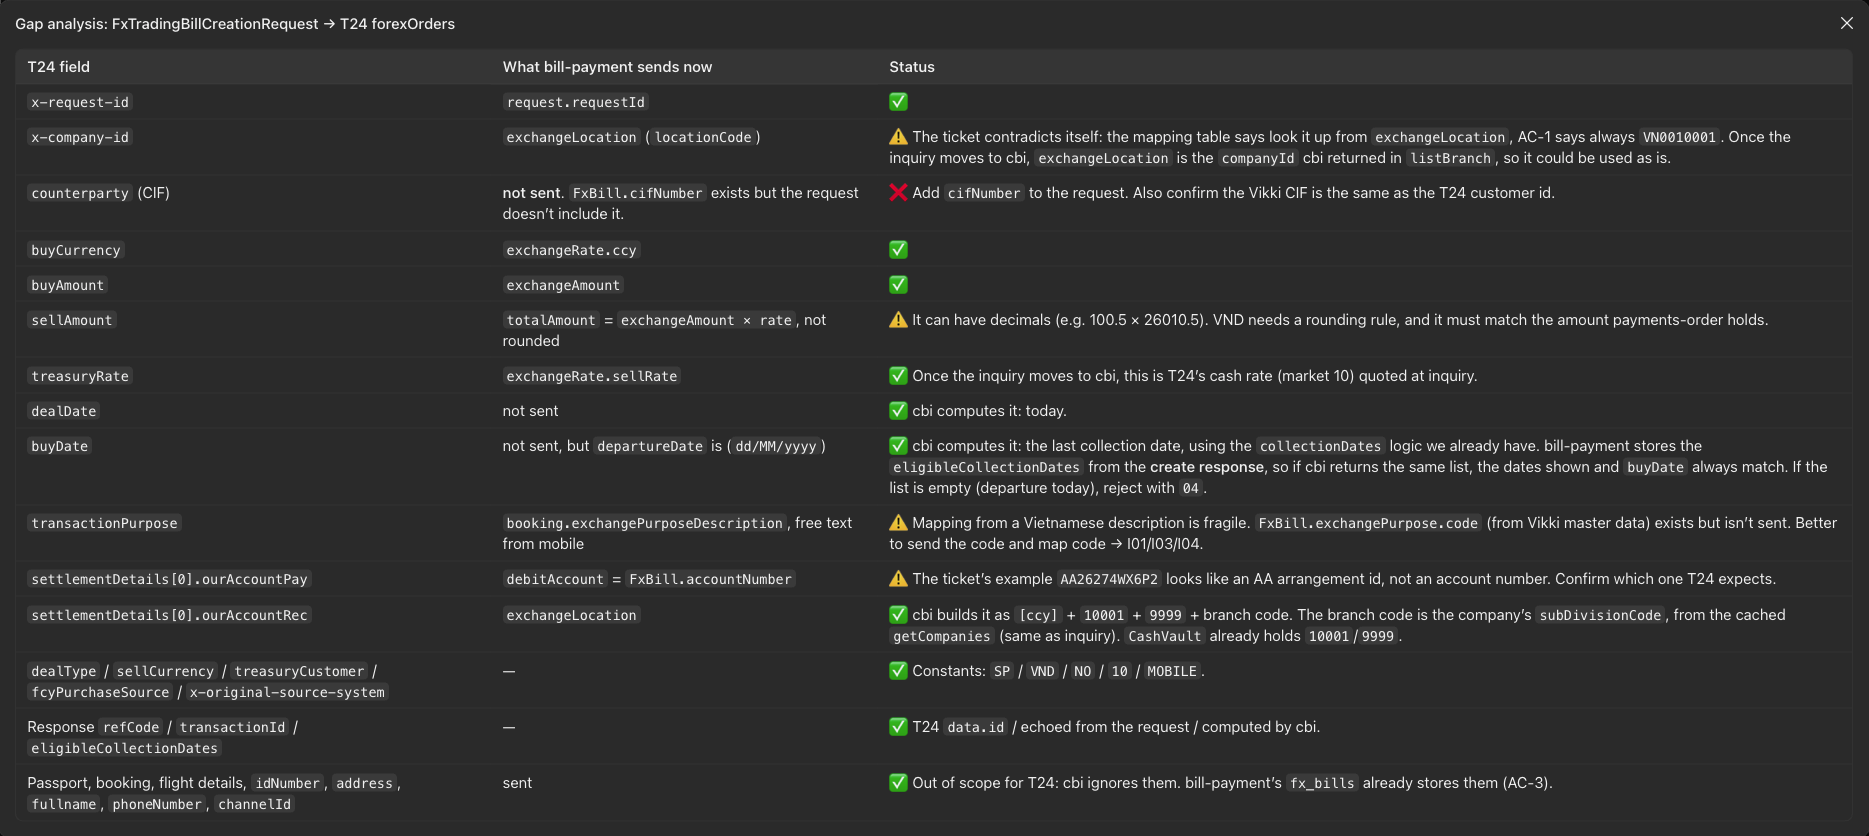 Gap analysis: FxTradingBillCreationRequest → T24 forexOrders
T24 field What bill-payment sends now Status
x-request-id request.requestId ✅
x-company-id exchangeLocation (locationCode) ⚠️ The ticket contradicts itself: the mapping table says look it up from exchangeLocation, AC-1 says always VN0010001. Once the
inquiry moves to cbi, exchangeLocation is the companyId cbi returned in listBranch, so it could be used as is.
counterparty (CIF) not sent. FxBill.cifNumber exists but the request ❌ Add cifNumber to the request. Also confirm the Vikki CIF is the same as the T24 customer id.
doesn't include it.
buyCurrency exchangeRate.ccy ✅
buyAmount exchangeAmount ✅
sellAmount totalAmount = exchangeAmount × rate, not ⚠️ It can have decimals (e.g. 100.5 × 26010.5). VND needs a rounding rule, and it must match the amount payments-order holds.
rounded
treasuryRate exchangeRate.sellRate ✅ Once the inquiry moves to cbi, this is T24's cash rate (market 10) quoted at inquiry.
dealDate not sent ✅ cbi computes it: today.
buyDate not sent, but departureDate is (dd/MM/yyyy) ✅ cbi computes it: the last collection date, using the collectionDates logic we already have. bill-payment stores the
eligibleCollectionDates from the create response, so if cbi returns the same list, the dates shown and buyDate always match. If the
list is empty (departure today), reject with 04.
transactionPurpose booking.exchangePurposeDescription, free text ⚠️ Mapping from a Vietnamese description is fragile. FxBill.exchangePurpose.code (from Vikki master data) exists but isn't sent. Better
from mobile to send the code and map code → I01/I03/I04.
settlementDetails[0].ourAccountPay debitAccount = FxBill.accountNumber ⚠️ The ticket's example AA26274WX6P2 looks like an AA arrangement id, not an account number. Confirm which one T24 expects.
settlementDetails[0].ourAccountRec exchangeLocation ✅ cbi builds it as [ccy] + 10001 + 9999 + branch code. The branch code is the company's subDivisionCode, from the cached
getCompanies (same as inquiry). CashVault already holds 10001/9999.
dealType / sellCurrency / treasuryCustomer / — ✅ Constants: SP / VND / NO / 10 / MOBILE.
fcyPurchaseSource / x-original-source-system
Response refCode / transactionId / — ✅ T24 data.id / echoed from the request / computed by cbi.
eligibleCollectionDates
Passport, booking, flight details, idNumber, address, sent ✅ Out of scope for T24: cbi ignores them. bill-payment's fx_bills already stores them (AC-3).
fullname, phoneNumber, channelId